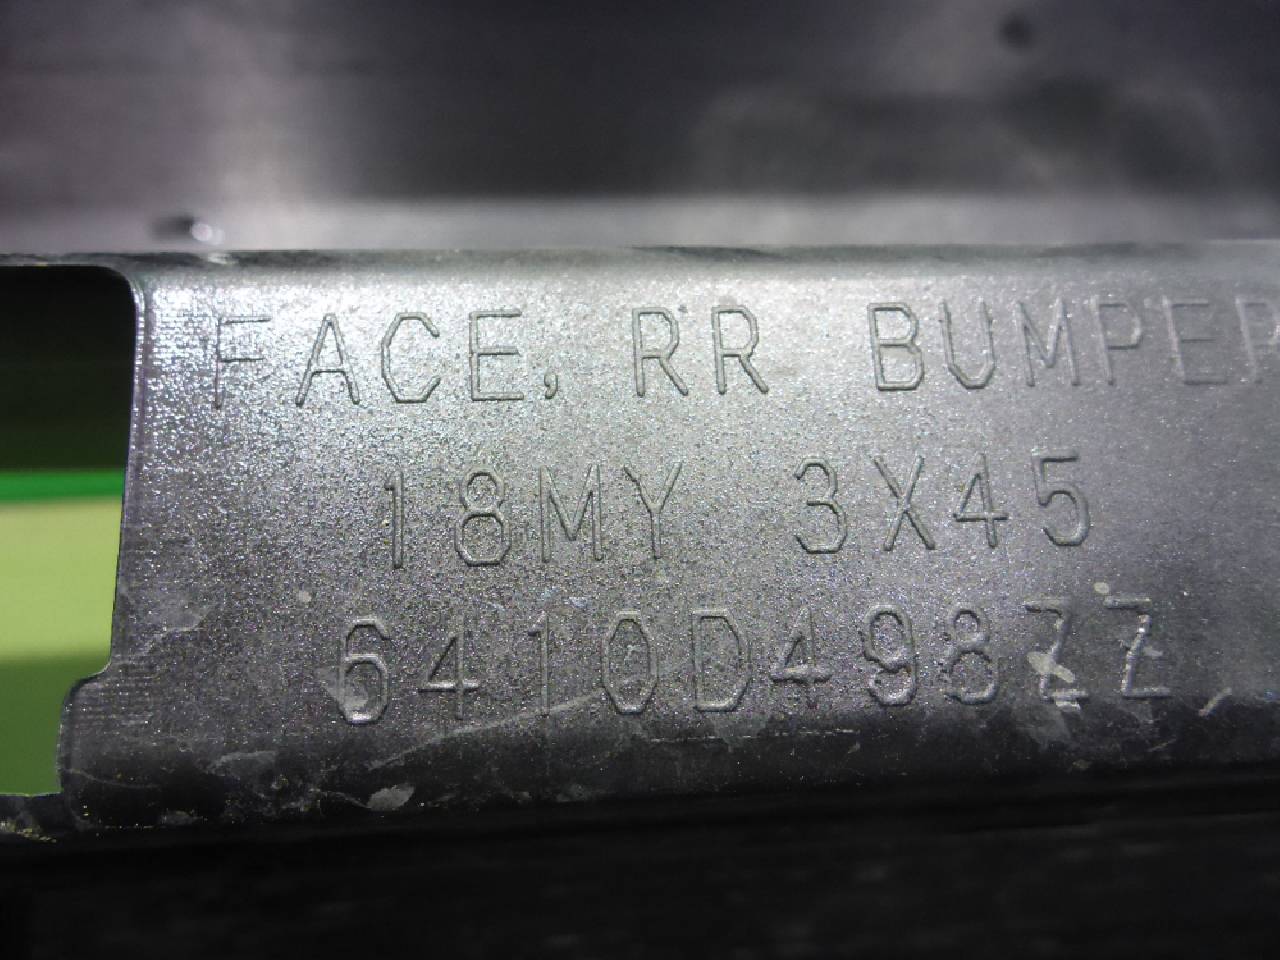 FACE, RR BUMPER
18MY 3X45
6410D498ZZ